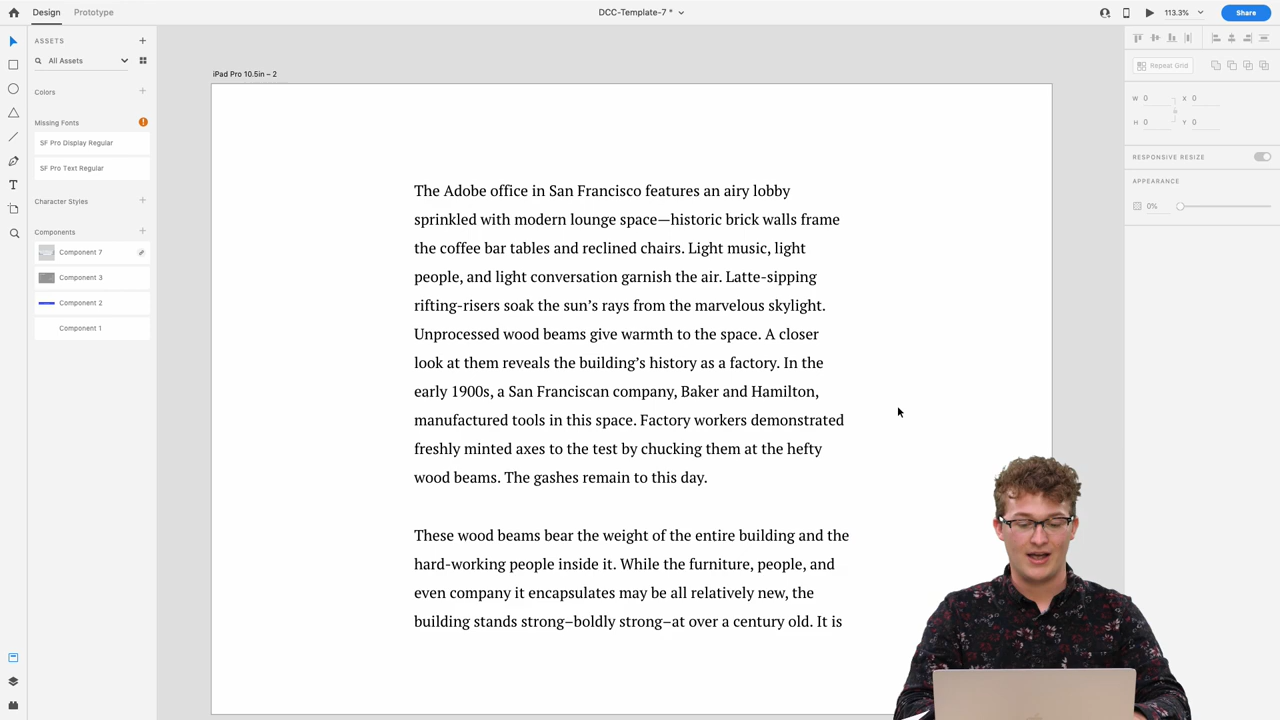 Design Prototype DCC-Template-7 * 113.3% Share
ASSETS
All Assets
Colors
Missing Fonts
SF Pro Display Regular
SF Pro Text Regular
Character Styles
Components
Component 7
Component 3
Component 2
Component 1
iPad Pro 10.5in – 2
The Adobe office in San Francisco features an airy lobby
sprinkled with modern lounge space—historic brick walls frame
the coffee bar tables and reclined chairs. Light music, light
people, and light conversation garnish the air. Latte-sipping
rifting-risers soak the sun’s rays from the marvelous skylight.
Unprocessed wood beams give warmth to the space. A closer
look at them reveals the building’s history as a factory. In the
early 1900s, a San Franciscan company, Baker and Hamilton,
manufactured tools in this space. Factory workers demonstrated
freshly minted axes to the test by chucking them at the hefty
wood beams. The gashes remain to this day.
These wood beams bear the weight of the entire building and the
hard-working people inside it. While the furniture, people, and
even company it encapsulates may be all relatively new, the
building stands strong–boldly strong–at over a century old. It is
Repeat Grid
W 0 X 0
H 0 Y 0
RESPONSIVE RESIZE
APPEARANCE
0%